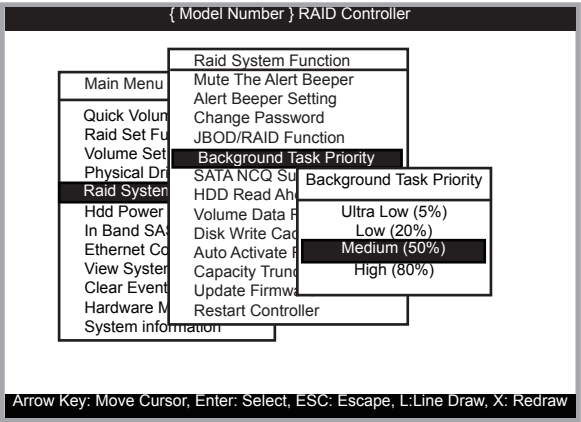 { Model Number } RAID Controller
Main Menu
Quick Volum
Raid Set Fu
Volume Set
Physical Dri
Raid System
Hdd Power
In Band SA
Ethernet Co
View System
Clear Event
Hardware M
System information
Raid System Function
Mute The Alert Beeper
Alert Beeper Setting
Change Password
JBOD/RAID Function
Background Task Priority
SATA NCQ Su
HDD Read Ahe
Volume Data
Disk Write Cac
Auto Activate
Capacity Trunc
Update Firmwa
Restart Controller
Background Task Priority
Ultra Low (5%)
Low (20%)
Medium (50%)
High (80%)
Arrow Key: Move Cursor, Enter: Select, ESC: Escape, L:Line Draw, X: Redraw